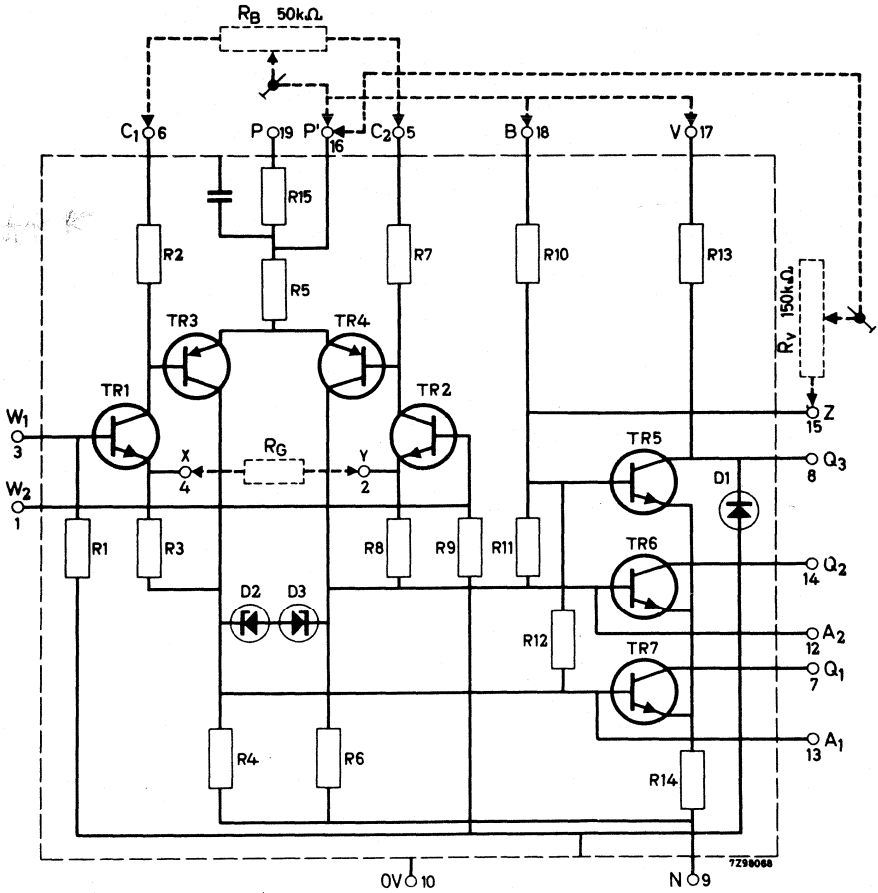 RB 50kΩ
C1 6
P 19
P' 16
C2 5
B 18
V 17
R15
R2
R7
R10
R13
R5
RV 150kΩ
TR3
TR4
TR1
TR2
W1
3
Z
15
X
4
RG
Y
2
TR5
Q3
8
D1
W2
1
R1
R3
R8
R9
R11
TR6
Q2
14
D2
D3
R12
A2
12
TR7
Q1
7
A1
13
R4
R6
R14
7Z98068
0V 10
N 9